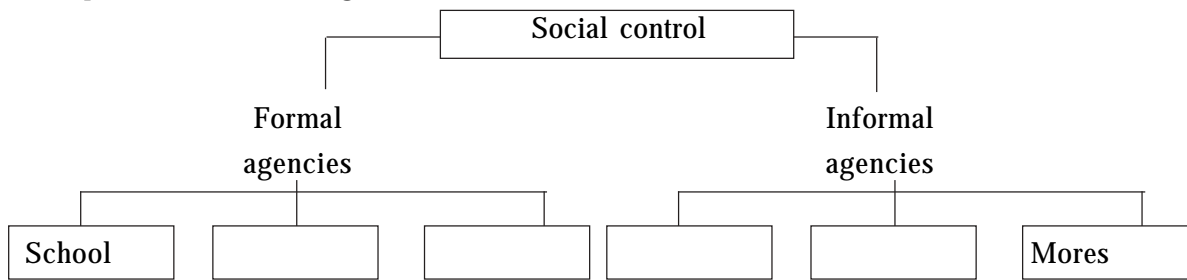 Social control
Formal
agencies
Informal
agencies
School
Mores